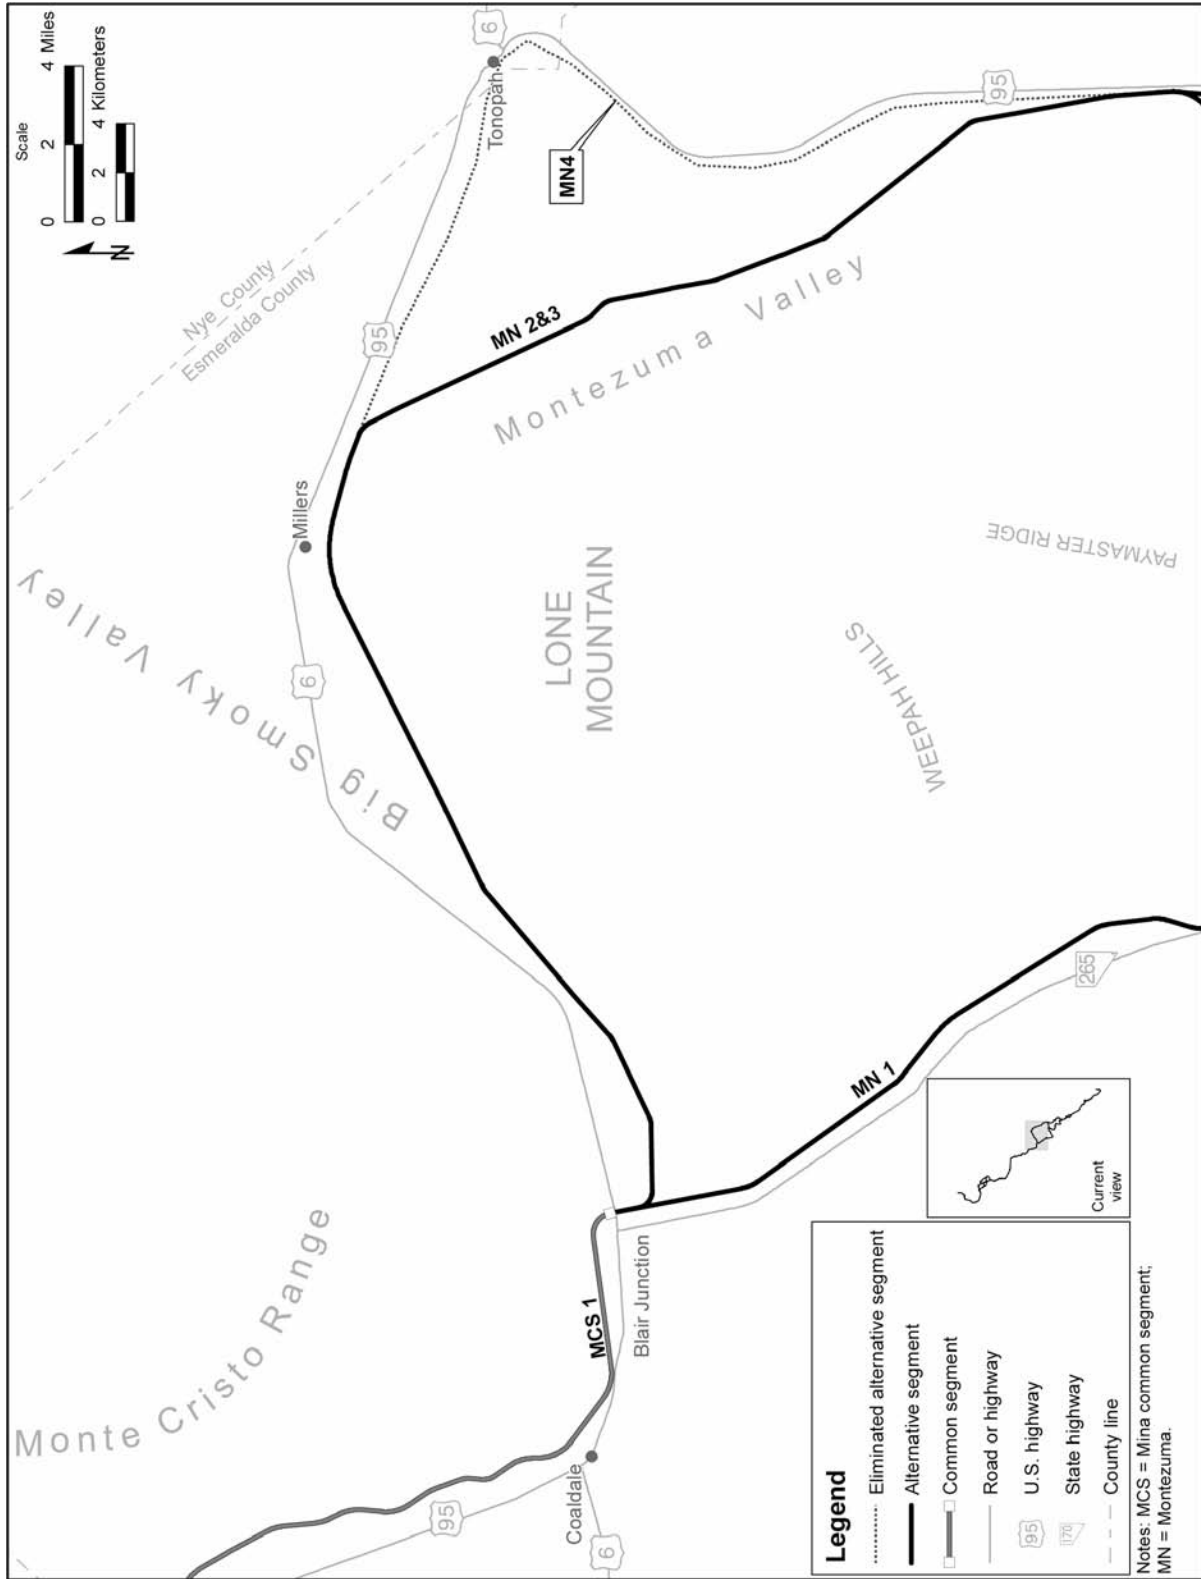 Scale
0 2 4 Miles
0 2 4 Kilometers
N
Monte Cristo Range
Big Smoky Valley
Nye County
Esmeralda County
95
6
95
6
Millers
Tonopah
6
MCS 1
Coaldale
Blair Junction
MN 2&3
MN4
LONE
MOUNTAIN
Montezuma Valley
WEEPAH HILLS
PAYMASTER RIDGE
MN 1
265
95
Legend
Eliminated alternative segment
Alternative segment
Common segment
Road or highway
95 U.S. highway
170 State highway
County line
Current
view
Notes: MCS = Mina common segment;
MN = Montezuma.